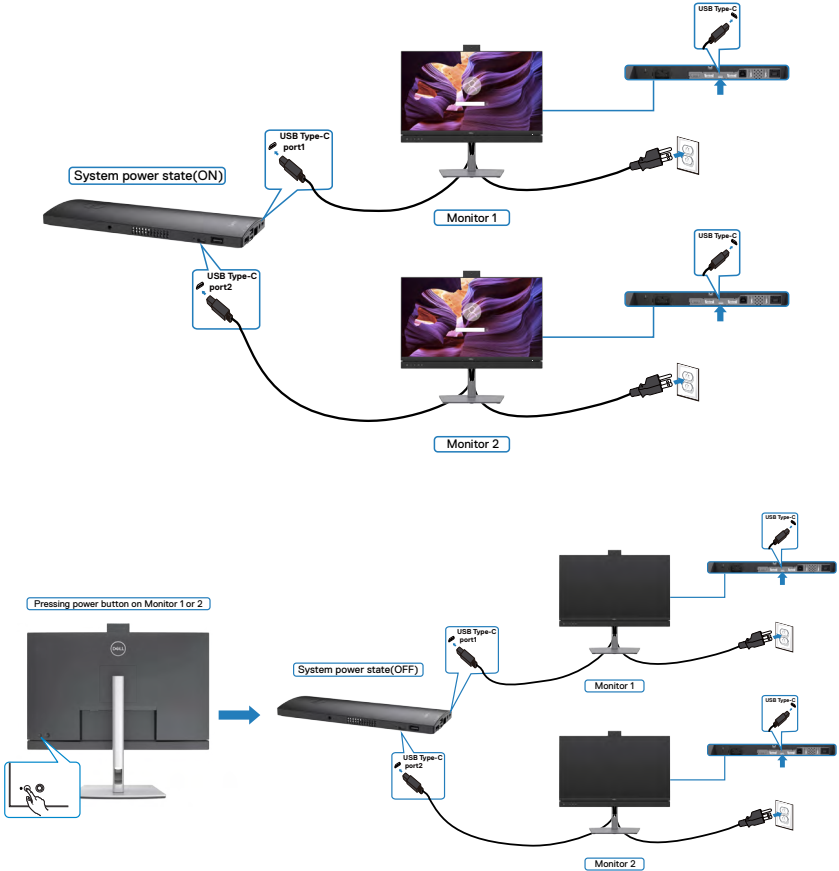 USB Type-C
USB Type-C
port1
System power state(ON)
Monitor 1
USB Type-C
USB Type-C
port2
Monitor 2
USB Type-C
Pressing power button on Monitor 1 or 2
USB Type-C
port1
DELL
System power state(OFF)
Monitor 1
USB Type-C
USB Type-C
port2
Monitor 2